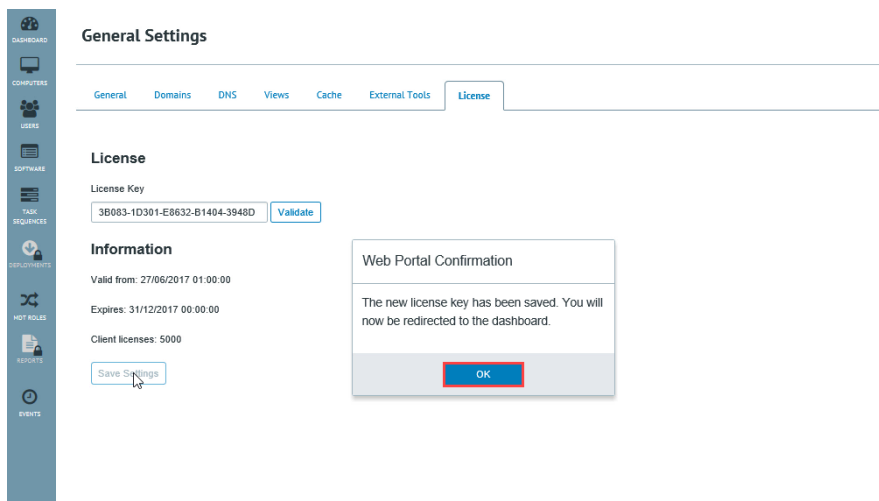 DASHBOARD
COMPUTERS
USERS
SOFTWARE
TASK
SEQUENCES
DEPLOYMENTS
HOT ROLES
REPORTS
EVENTS
General Settings
General Domains DNS Views Cache External Tools License
License
License Key
3B083-1D301-E8632-B1404-3948D Validate
Information
Valid from: 27/06/2017 01:00:00
Expires: 31/12/2017 00:00:00
Client licenses: 5000
Save Settings
Web Portal Confirmation
The new license key has been saved. You will
now be redirected to the dashboard.
OK